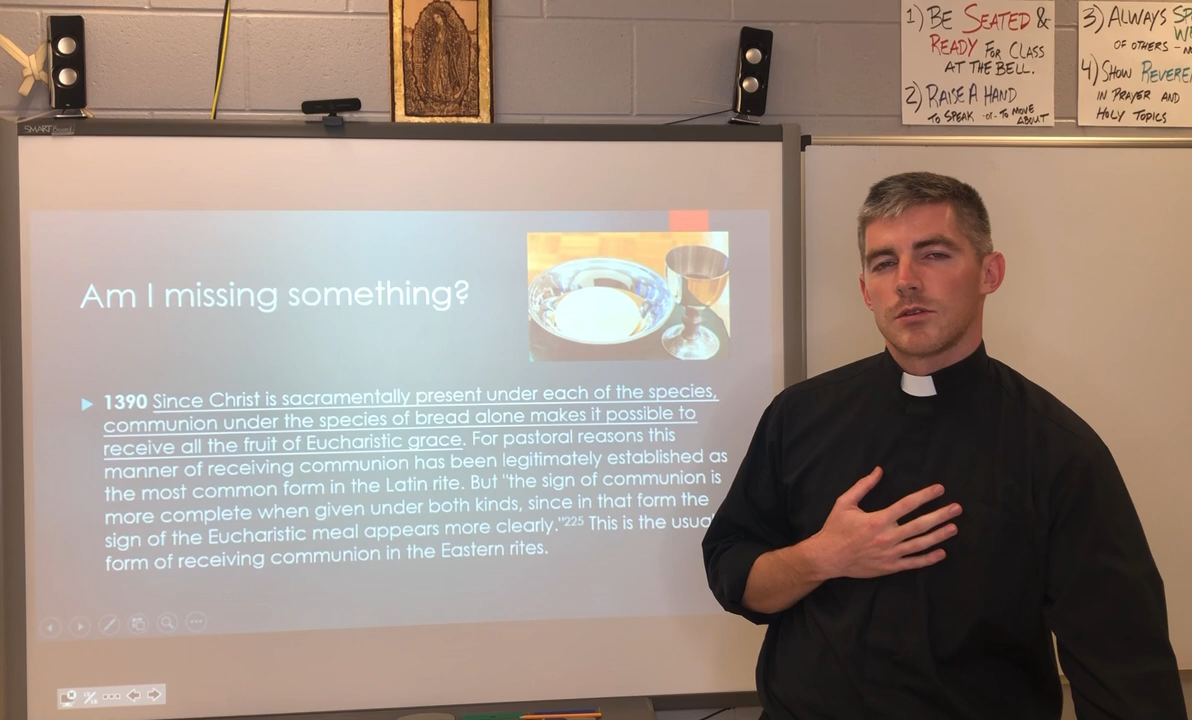 SMART Board
1) BE SEATED &
READY FOR CLASS
AT THE BELL.
2) RAISE A HAND
TO SPEAK -or- TO MOVE
ABOUT
3) ALWAYS
OF OTHERS -
4) SHOW
IN PRAYER AND
HOLY TOPICS
Am I missing something?
1390 Since Christ is sacramentally present under each of the species,
communion under the species of bread alone makes it possible to
receive all the fruit of Eucharistic grace. For pastoral reasons this
manner of receiving communion has been legitimately established as
the most common form in the Latin rite. But "the sign of communion is
more complete when given under both kinds, since in that form the
sign of the Eucharistic meal appears more clearly."225 This is the usual
form of receiving communion in the Eastern rites.